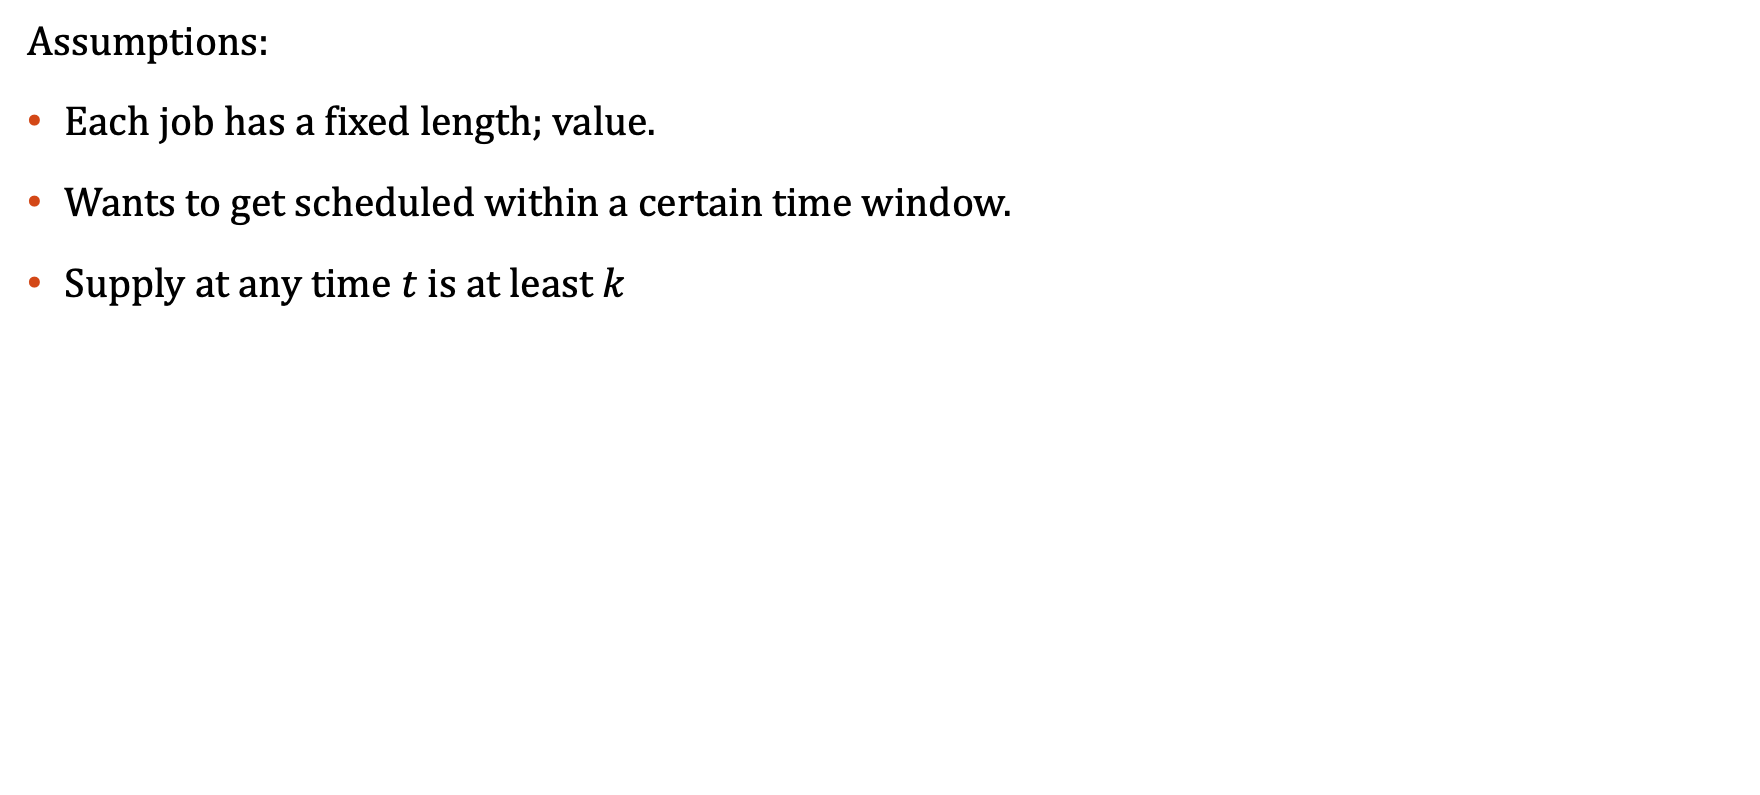 Assumptions:
• Each job has a fixed length; value.
• Wants to get scheduled within a certain time window.
• Supply at any time t is at least k